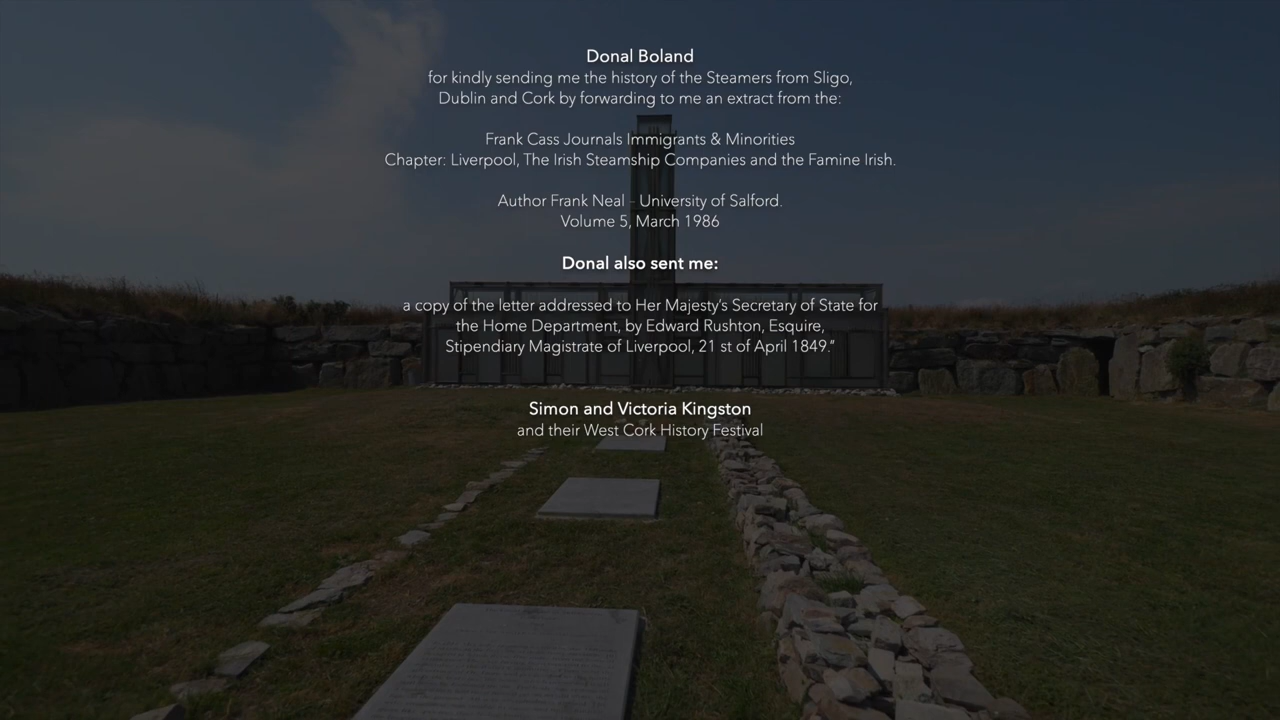 Donal Boland
for kindly sending me the history of the Steamers from Sligo,
Dublin and Cork by forwarding to me an extract from the:
Frank Cass Journals Immigrants & Minorities
Chapter: Liverpool, The Irish Steamship Companies and the Famine Irish.
Author Frank Neal - University of Salford.
Volume 5, March 1986
Donal also sent me:
a copy of the letter addressed to Her Majesty's Secretary of State for
the Home Department, by Edward Rushton, Esquire,
Stipendiary Magistrate of Liverpool, 21 st of April 1849."
Simon and Victoria Kingston
and their West Cork History Festival